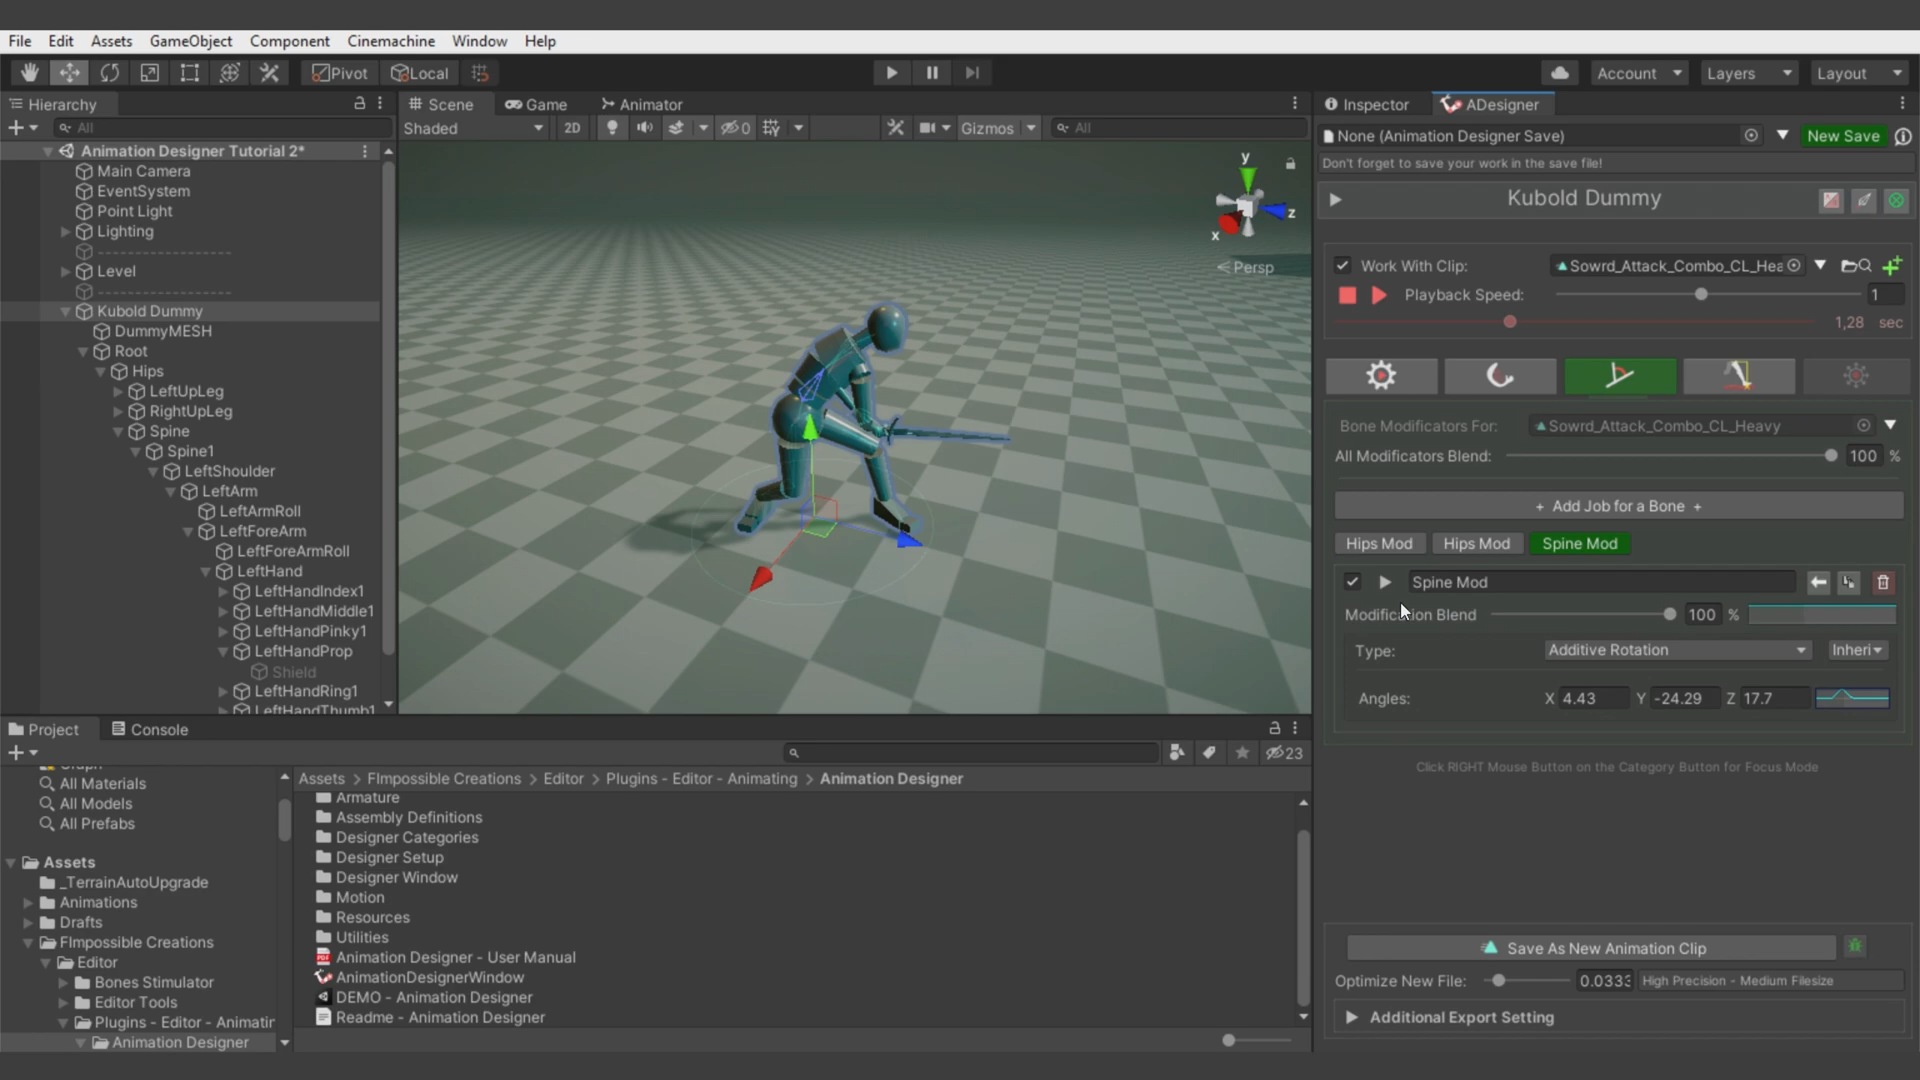 File Edit Assets GameObject Component Cinemachine Window Help
Pivot Local Account Layers Layout
Hierarchy
All
Animation Designer Tutorial 2*
Main Camera
EventSystem
Point Light
Lighting
--------------------
Level
--------------------
Kubold Dummy
DummyMESH
Root
Hips
LeftUpLeg
RightUpLeg
Spine
Spine1
LeftShoulder
LeftArm
LeftArmRoll
LeftForeArm
LeftForeArmRoll
LeftHand
LeftHandIndex1
LeftHandMiddle1
LeftHandPinky1
LeftHandProp
Shield
LeftHandRing1
LeftHandThumb1
Scene Game Animator
Shaded 2D 0 Gizmos All
y
z
x
Persp
Inspector ADesigner
None (Animation Designer Save) New Save
Don't forget to save your work in the save file!
Kubold Dummy
Work With Clip: Sowrd_Attack_Combo_CL_Hea
Playback Speed: 1
1,28 sec
Bone Modificators For: Sowrd_Attack_Combo_CL_Heavy
All Modificators Blend: 100 %
+ Add Job for a Bone +
Hips Mod Hips Mod Spine Mod
Spine Mod
Modification Blend 100 %
Type: Additive Rotation Inheri
Angles: X 4.43 Y -24.29 Z 17.7
Click RIGHT Mouse Button on the Category Button for Focus Mode
Save As New Animation Clip
Optimize New File: 0.0333 High Precision - Medium Filesize
Additional Export Setting
Project Console
23
All Materials
All Models
All Prefabs
Assets
_TerrainAutoUpgrade
Animations
Drafts
FImpossible Creations
Editor
Bones Stimulator
Editor Tools
Plugins - Editor - Animatin
Animation Designer
Assets > FImpossible Creations > Editor > Plugins - Editor - Animating > Animation Designer
Armature
Assembly Definitions
Designer Categories
Designer Setup
Designer Window
Motion
Resources
Utilities
PDF
Animation Designer - User Manual
AnimationDesignerWindow
DEMO - Animation Designer
Readme - Animation Designer